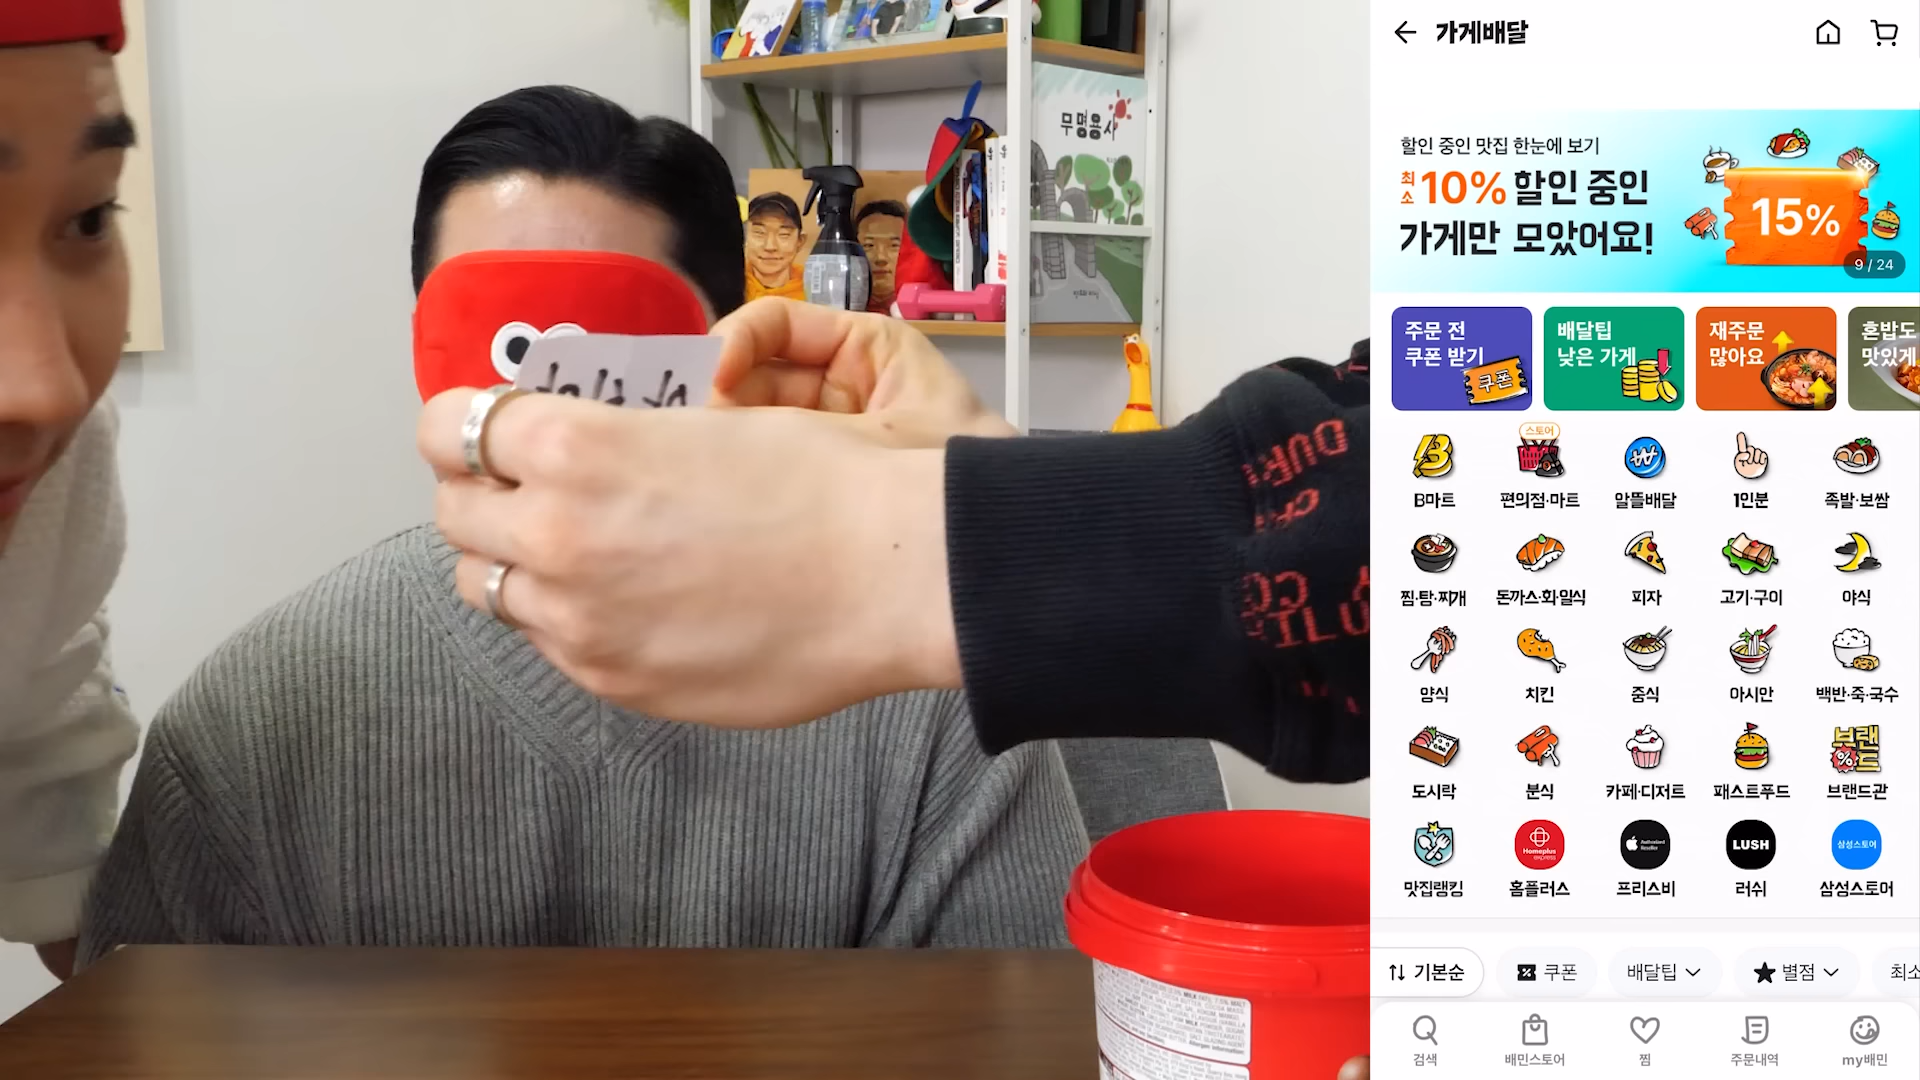 가게배달
할인 중인 맛집 한눈에 보기
최소 10% 할인 중인
가게만 모았어요!
15%
9 / 24
주문 전
쿠폰 받기
쿠폰
배달팁
낮은 가게
재주문
많아요
혼밥도
맛있게
스토어
B마트
편의점·마트
알뜰배달
1인분
족발·보쌈
찜·탕·찌개
돈까스·회·일식
피자
고기·구이
야식
양식
치킨
중식
아시안
백반·죽·국수
도시락
분식
카페·디저트
패스트푸드
브랜드
브랜드관
Homeplus
express
Authorized
Reseller
LUSH
삼성스토어
맛집랭킹
홈플러스
프리스비
러쉬
삼성스토어
기본순
쿠폰
배달팁
별점
최소
검색
배민스토어
찜
주문내역
my배민
무명용사